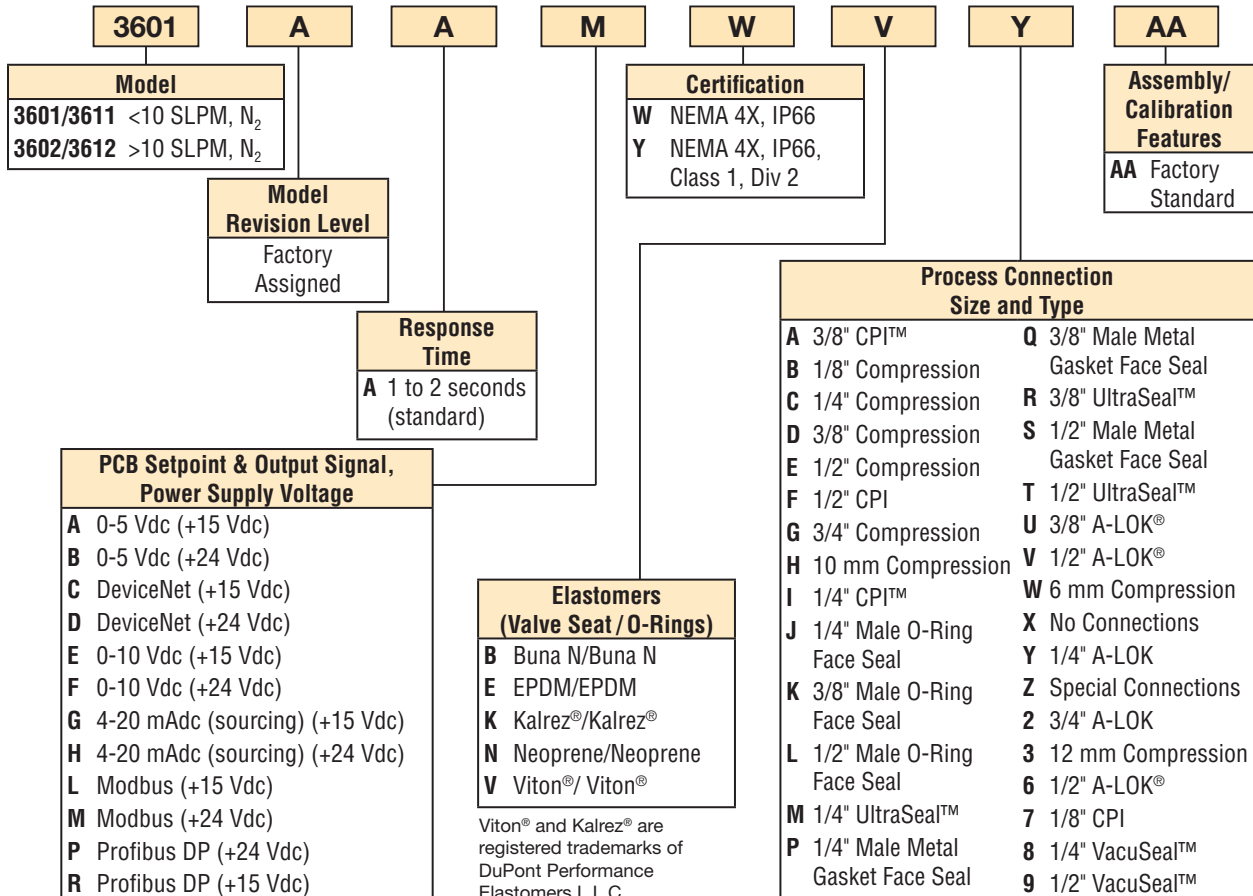 3601 A A M W V Y AA
Model
3601/3611 <10 SLPM, N₂
3602/3612 >10 SLPM, N₂
Model
Revision Level
Factory
Assigned
Response
Time
A 1 to 2 seconds
(standard)
PCB Setpoint & Output Signal,
Power Supply Voltage
A 0-5 Vdc (+15 Vdc)
B 0-5 Vdc (+24 Vdc)
C DeviceNet (+15 Vdc)
D DeviceNet (+24 Vdc)
E 0-10 Vdc (+15 Vdc)
F 0-10 Vdc (+24 Vdc)
G 4-20 mAdc (sourcing) (+15 Vdc)
H 4-20 mAdc (sourcing) (+24 Vdc)
L Modbus (+15 Vdc)
M Modbus (+24 Vdc)
P Profibus DP (+24 Vdc)
R Profibus DP (+15 Vdc)
Certification
W NEMA 4X, IP66
Y NEMA 4X, IP66,
Class 1, Div 2
Elastomers
(Valve Seat / O-Rings)
B Buna N/Buna N
E EPDM/EPDM
K Kalrez®/Kalrez®
N Neoprene/Neoprene
V Viton®/ Viton®
Viton® and Kalrez® are
registered trademarks of
DuPont Performance
Elastomers L.L.C.
Process Connection
Size and Type
A 3/8" CPI™
B 1/8" Compression
C 1/4" Compression
D 3/8" Compression
E 1/2" Compression
F 1/2" CPI
G 3/4" Compression
H 10 mm Compression
I 1/4" CPI™
J 1/4" Male O-Ring
Face Seal
K 3/8" Male O-Ring
Face Seal
L 1/2" Male O-Ring
Face Seal
M 1/4" UltraSeal™
P 1/4" Male Metal
Gasket Face Seal
Q 3/8" Male Metal
Gasket Face Seal
R 3/8" UltraSeal™
S 1/2" Male Metal
Gasket Face Seal
T 1/2" UltraSeal™
U 3/8" A-LOK®
V 1/2" A-LOK®
W 6 mm Compression
X No Connections
Y 1/4" A-LOK
Z Special Connections
2 3/4" A-LOK
3 12 mm Compression
6 1/2" A-LOK®
7 1/8" CPI
8 1/4" VacuSeal™
9 1/2" VacuSeal™
Assembly/
Calibration
Features
AA Factory
Standard